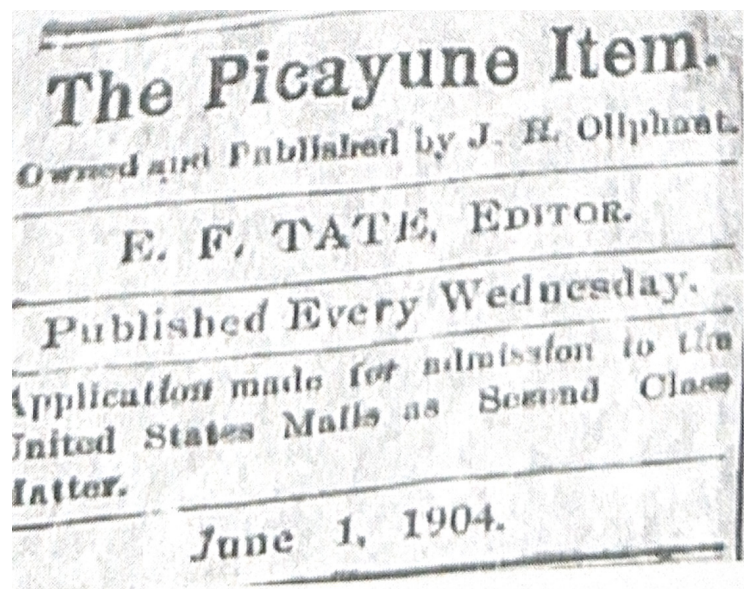 The Picayune Item.
Owned and Published by J. H. Oliphant.
E. F. TATE, EDITOR.
Published Every Wednesday.
Application made for admission to the
United States Mails as Second Class
Matter.
June 1, 1904.